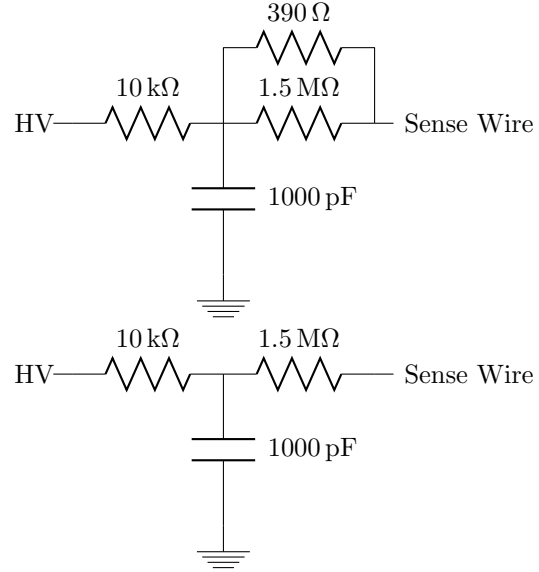 390 Ω
10 kΩ 1.5 MΩ
HV Sense Wire
1000 pF
10 kΩ 1.5 MΩ
HV Sense Wire
1000 pF